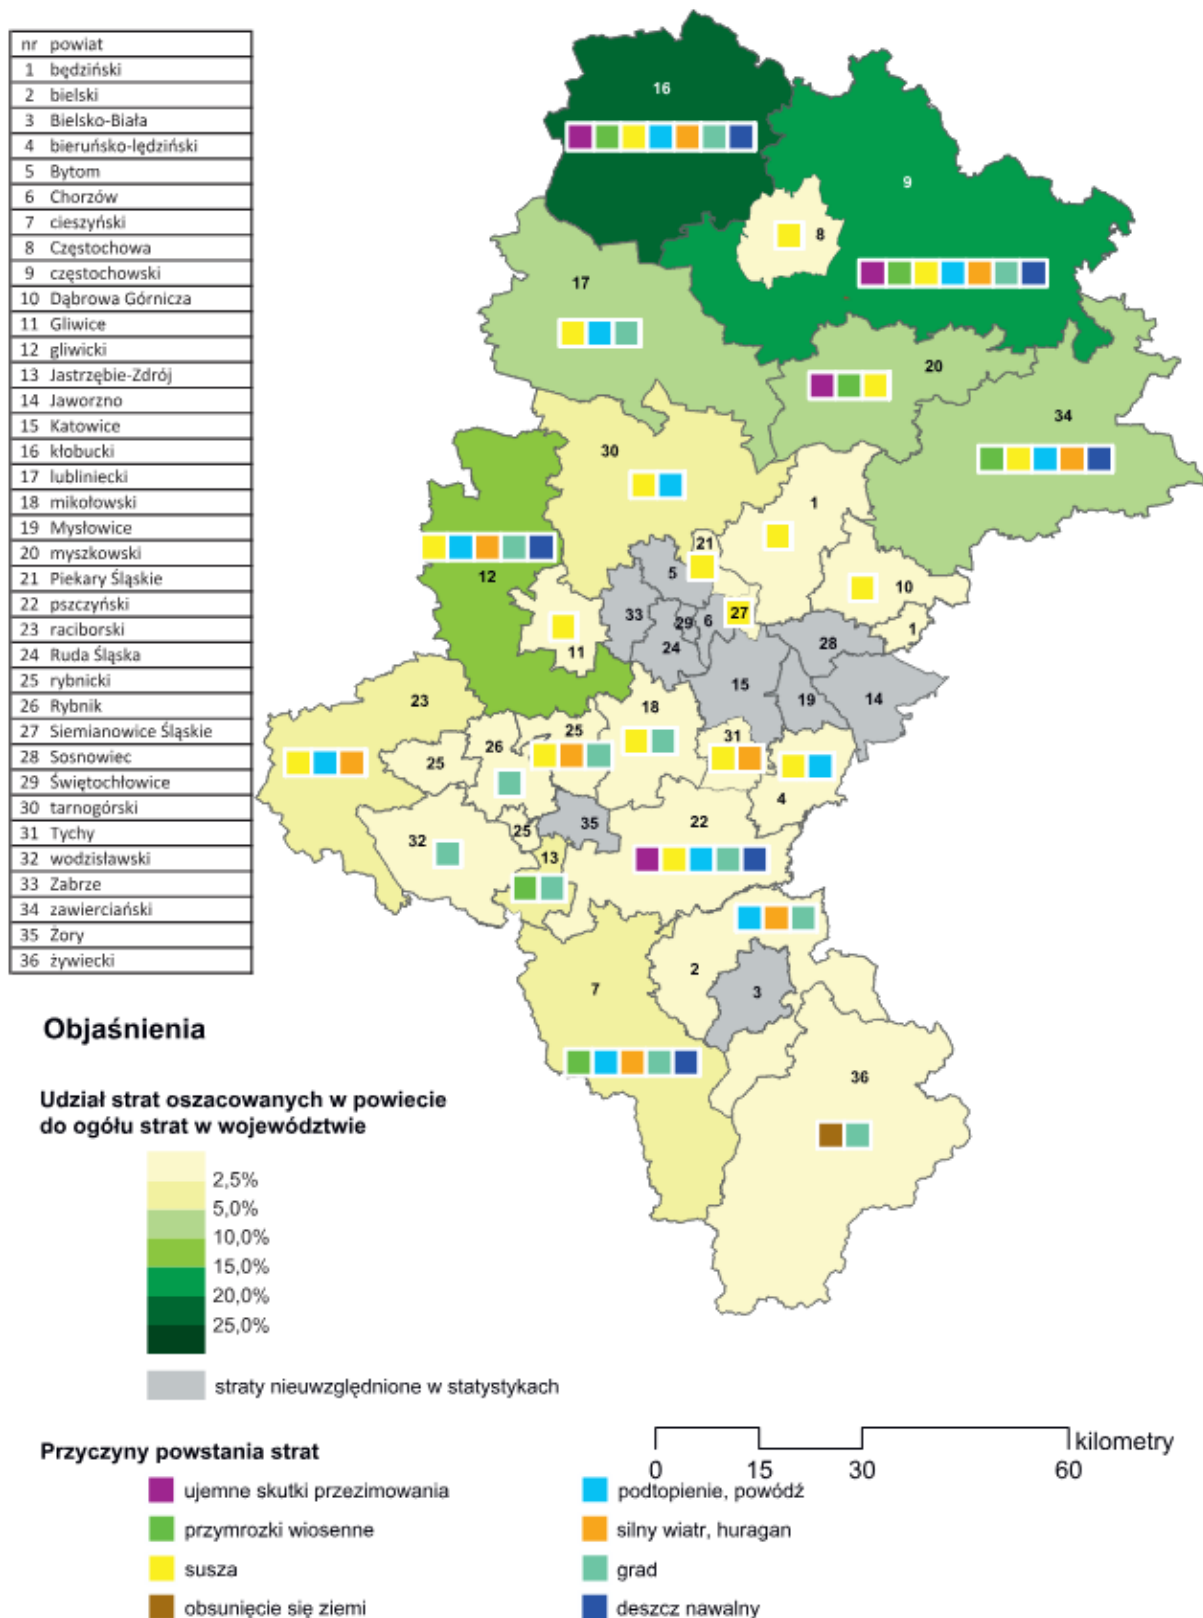 nr powiat
1 będziński
2 bielski
3 Bielsko-Biała
4 bieruńsko-lędziński
5 Bytom
6 Chorzów
7 cieszyński
8 Częstochowa
9 częstochowski
10 Dąbrowa Górnicza
11 Gliwice
12 gliwicki
13 Jastrzębie-Zdrój
14 Jaworzno
15 Katowice
16 kłobucki
17 lubliniecki
18 mikołowski
19 Mysłowice
20 myszkowski
21 Piekary Śląskie
22 pszczyński
23 raciborski
24 Ruda Śląska
25 rybnicki
26 Rybnik
27 Siemianowice Śląskie
28 Sosnowiec
29 Świętochłowice
30 tarnogórski
31 Tychy
32 wodzisławski
33 Zabrze
34 zawierciański
35 Żory
36 żywiecki
16
9
8
17
20
34
30
1
21
5
12
10
33
29
6
27
1
28
11
24
15
19
14
23
18
25
26
31
25
4
35
22
25
32
13
2
3
7
36
Objaśnienia
Udział strat oszacowanych w powiecie
do ogółu strat w województwie
2,5%
5,0%
10,0%
15,0%
20,0%
25,0%
straty nieuwzględnione w statystykach
kilometry
0 15 30 60
Przyczyny powstania strat
ujemne skutki przezimowania
przymrozki wiosenne
susza
obsunięcie się ziemi
podtopienie, powódź
silny wiatr, huragan
grad
deszcz nawalny